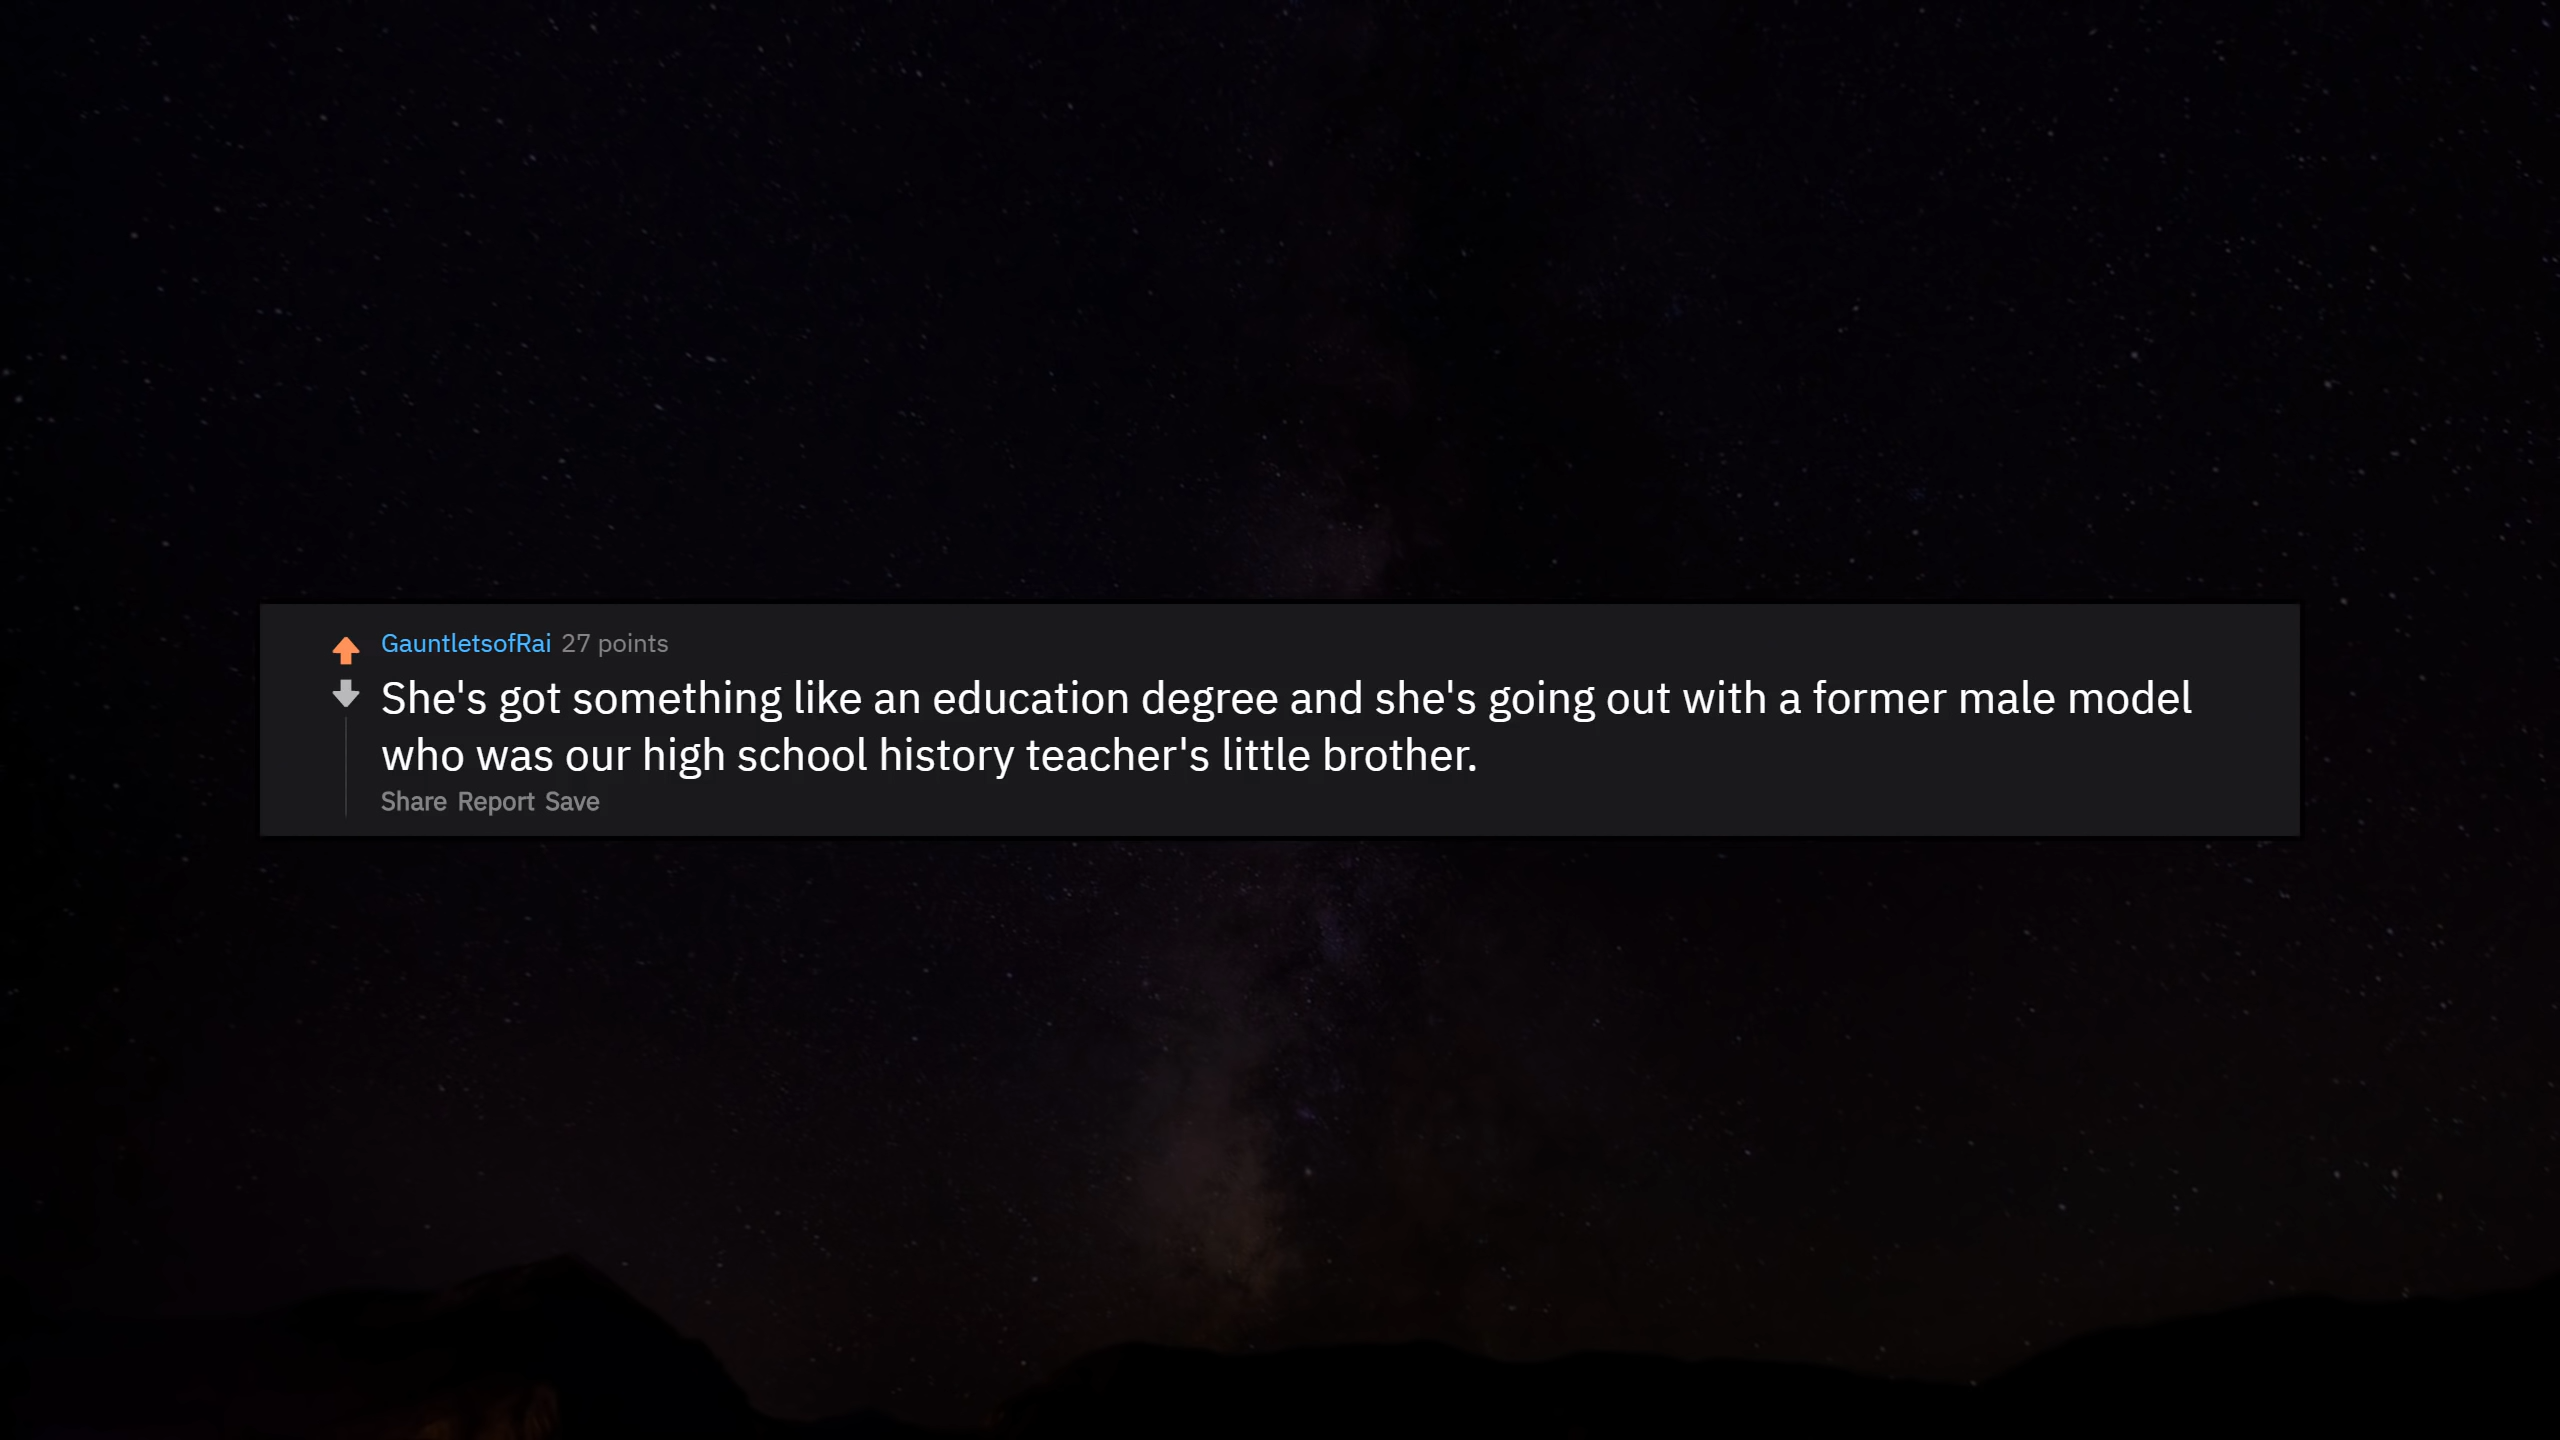 GauntletsofRai 27 points
She's got something like an education degree and she's going out with a former male model
who was our high school history teacher's little brother.
Share Report Save